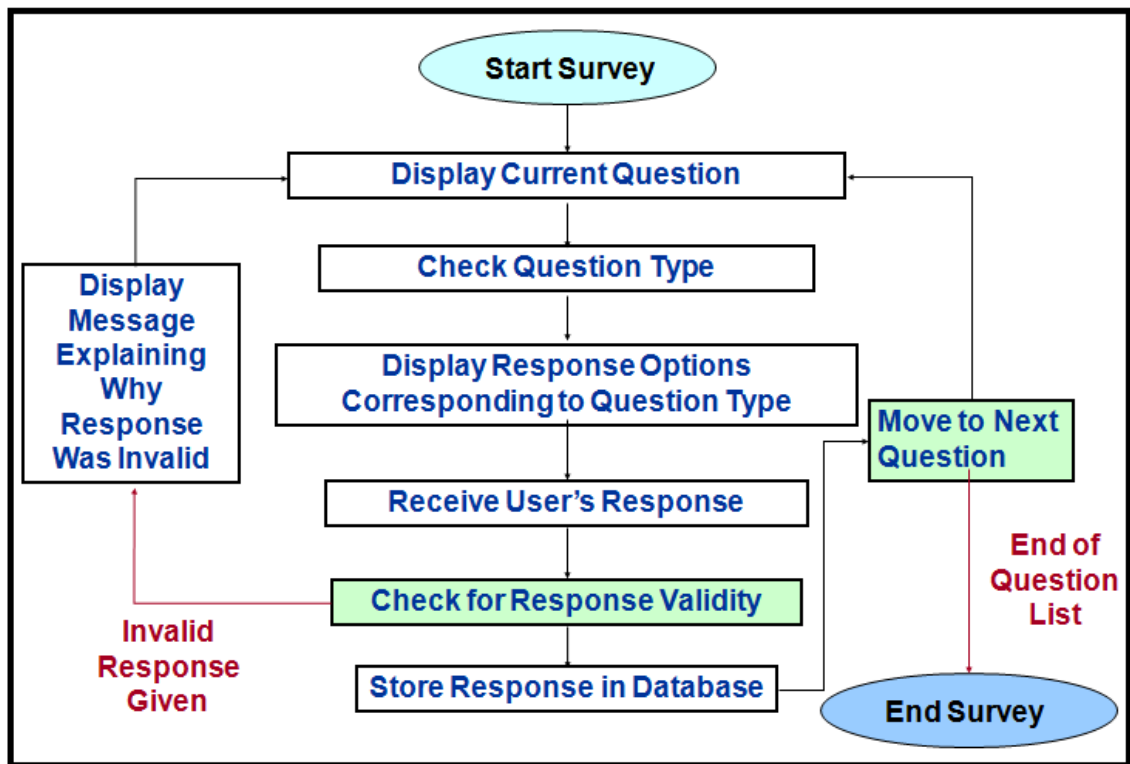 Start Survey
Display Current Question
Check Question Type
Display Response Options
Corresponding to Question Type
Receive User's Response
Check for Response Validity
Store Response in Database
Display
Message
Explaining
Why
Response
Was Invalid
Invalid
Response
Given
Move to Next
Question
End of
Question
List
End Survey